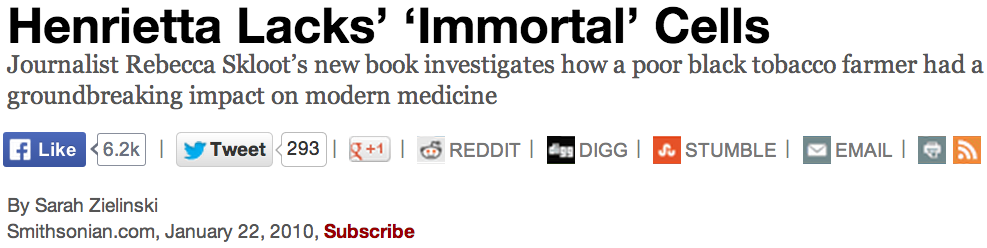 Henrietta Lacks’ ‘Immortal’ Cells
Journalist Rebecca Skloot’s new book investigates how a poor black tobacco farmer had a
groundbreaking impact on modern medicine
Like 6.2k | Tweet 293 | g +1 | REDDIT | digg DIGG | STUMBLE | EMAIL |
By Sarah Zielinski
Smithsonian.com, January 22, 2010, Subscribe